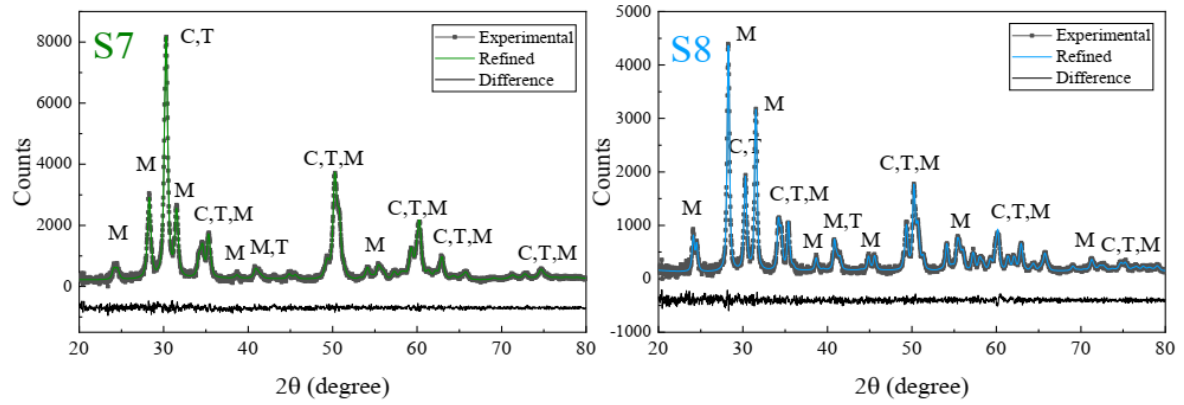 S7
C,T
Experimental
Refined
Difference
8000
6000
4000
2000
0
Counts
M
M
M
C,T,M
M
M,T
C,T,M
M
C,T,M
C,T,M
C,T,M
20 30 40 50 60 70 80
2θ (degree)
S8
M
Experimental
Refined
Difference
5000
4000
3000
2000
1000
0
-1000
Counts
M
C,T
M
C,T,M
M
M,T
M
C,T,M
M
C,T,M
M
C,T,M
20 30 40 50 60 70 80
2θ (degree)